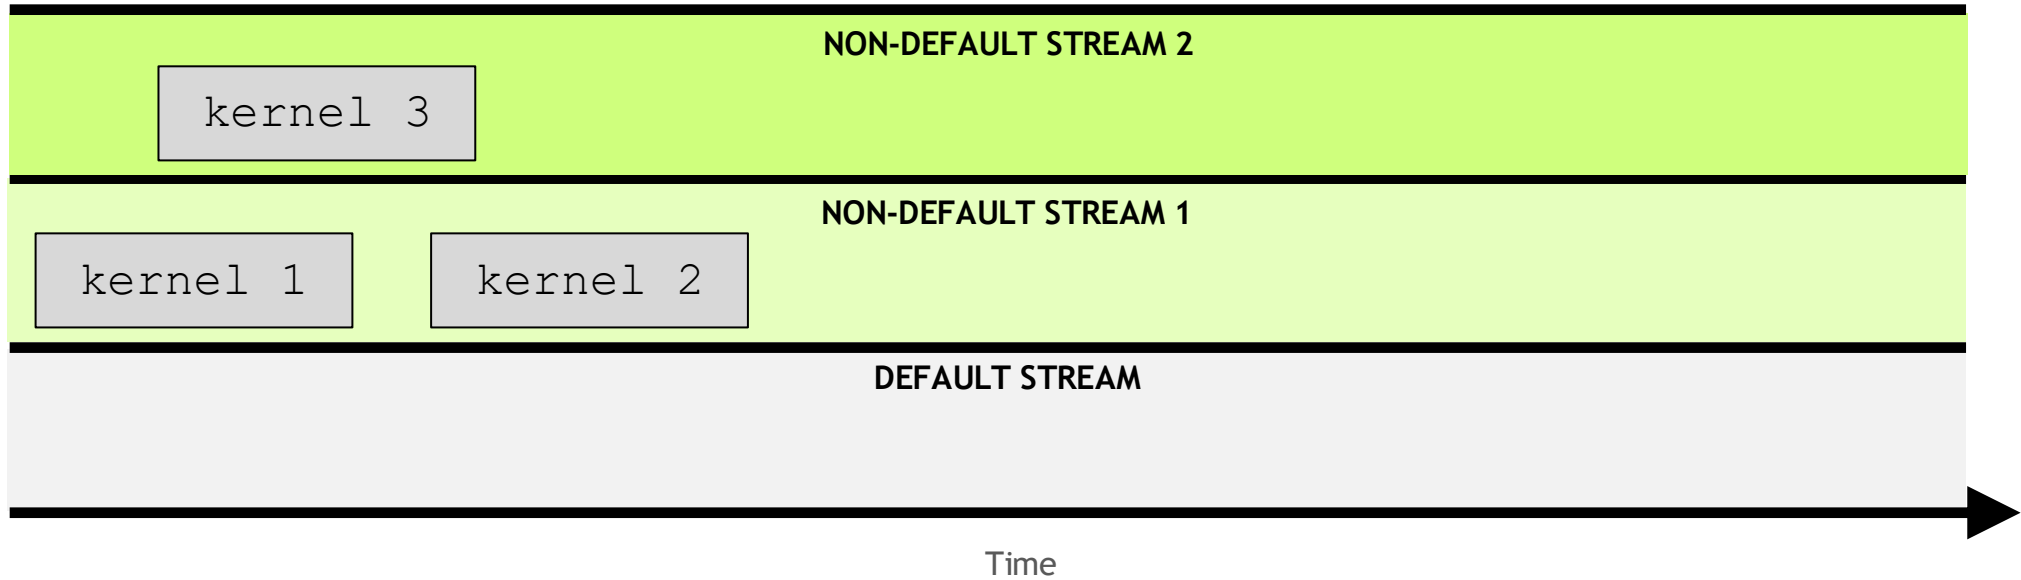 NON-DEFAULT STREAM 2
kernel 3
NON-DEFAULT STREAM 1
kernel 1
kernel 2
DEFAULT STREAM
Time